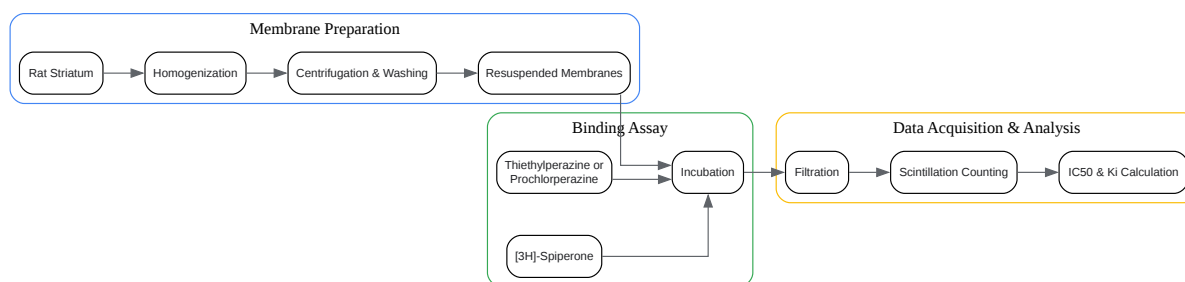 Membrane Preparation
Rat Striatum
Homogenization
Centrifugation & Washing
Resuspended Membranes
Binding Assay
Thiethylperazine or
Prochlorperazine
Incubation
[3H]-Spiperone
Data Acquisition & Analysis
Filtration
Scintillation Counting
IC50 & Ki Calculation